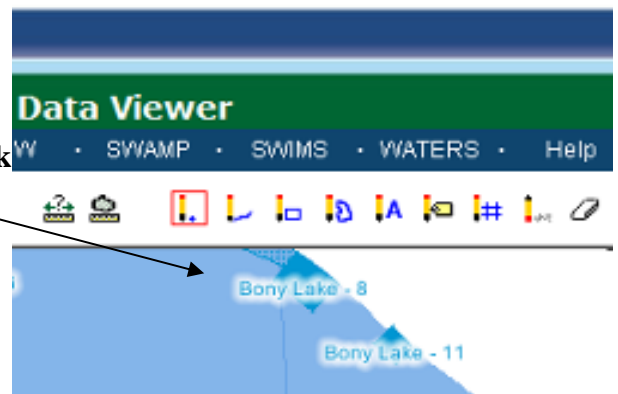 Data Viewer
k
W · SWAMP · SWIMS · WATERS · Help
A
Bony Lake - 8
Bony Lake - 11